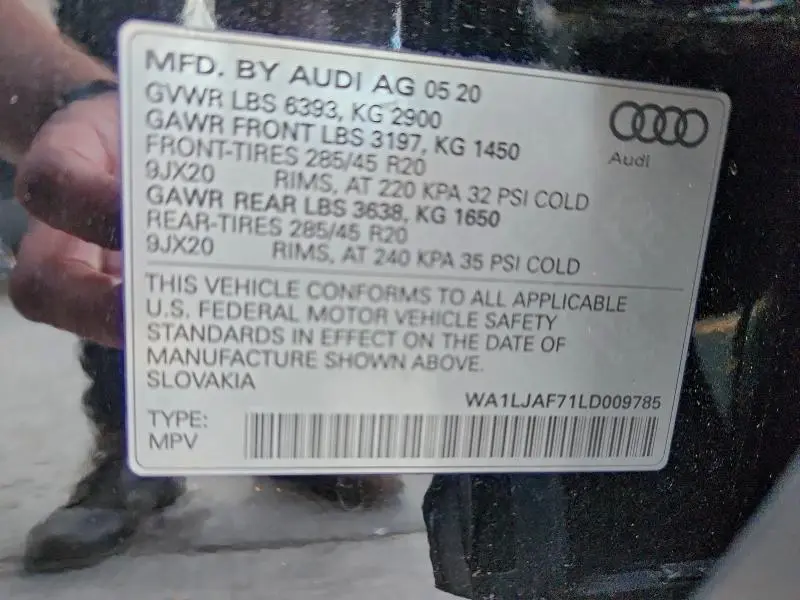 MFD. BY AUDI AG 05 20
GVWR LBS 6393, KG 2900
GAWR FRONT LBS 3197, KG 1450
FRONT-TIRES 285/45 R20
9JX20 RIMS, AT 220 KPA 32 PSI COLD
GAWR REAR LBS 3638, KG 1650
REAR-TIRES 285/45 R20
9JX20 RIMS, AT 240 KPA 35 PSI COLD
Audi
THIS VEHICLE CONFORMS TO ALL APPLICABLE
U.S. FEDERAL MOTOR VEHICLE SAFETY
STANDARDS IN EFFECT ON THE DATE OF
MANUFACTURE SHOWN ABOVE.
SLOVAKIA
WA1LJAF71LD009785
TYPE:
MPV